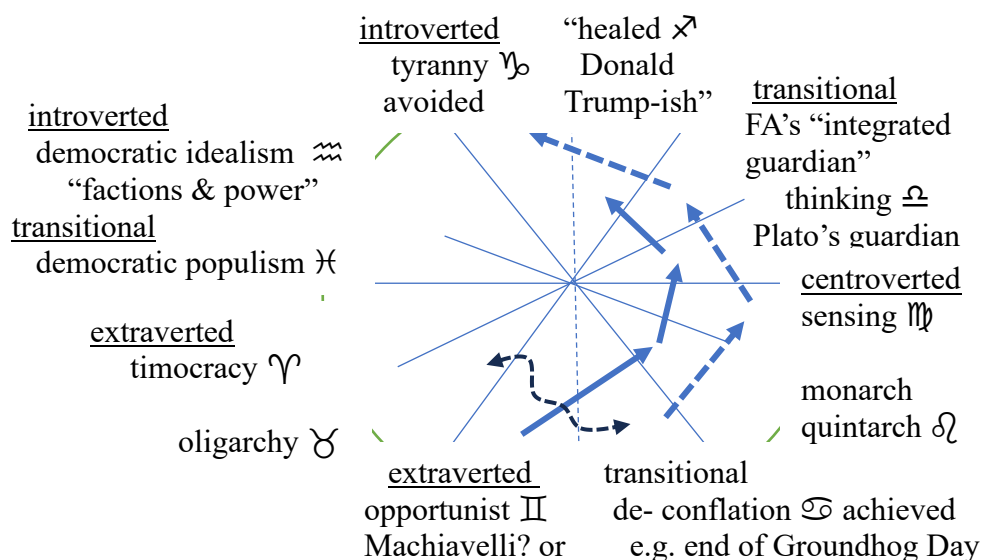 introverted
tyranny ♑
avoided
“healed ♐
Donald
Trump-ish”
transitional
FA’s “integrated
guardian”
thinking ♎
Plato’s guardian
introverted
democratic idealism ♒
“factions & power”
transitional
democratic populism ♓
centroverted
sensing ♍
extraverted
timocracy ♈
monarch
quintarch ♌
oligarchy ♉
extraverted
opportunist ♊
Machiavelli? or
transitional
de- conflation ♋ achieved
e.g. end of Groundhog Day